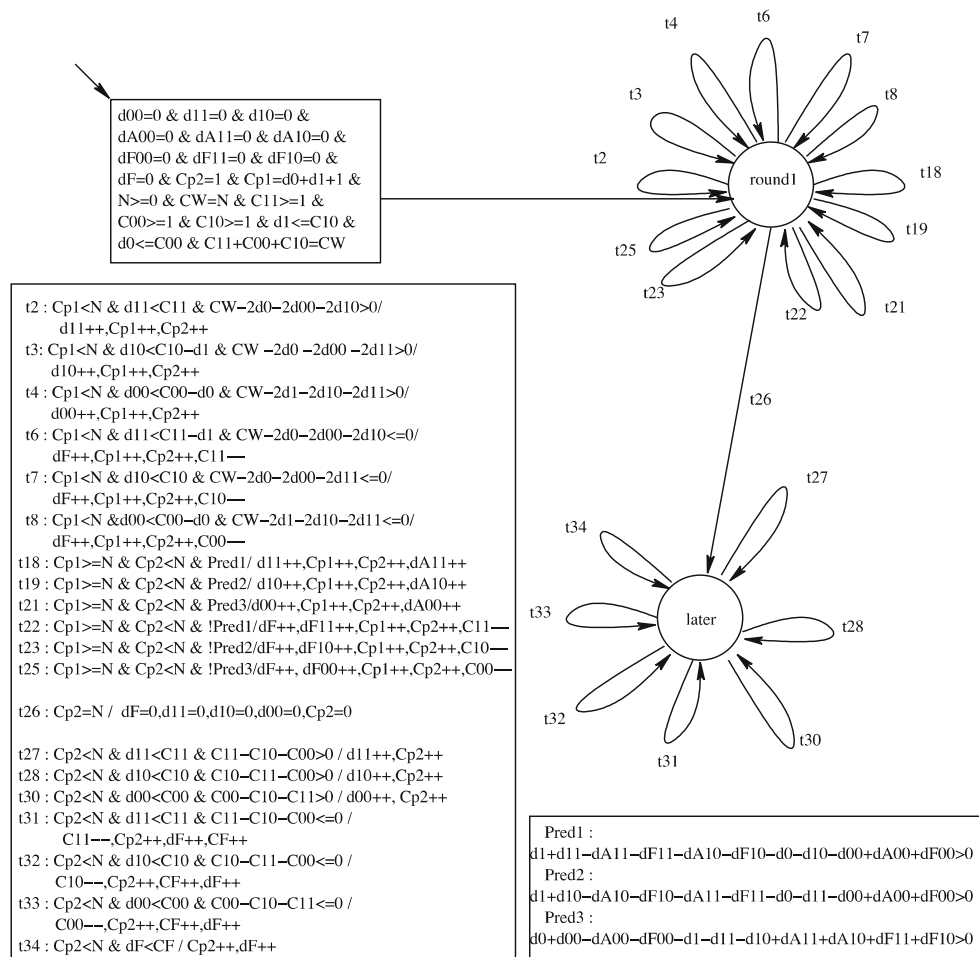 t6
t4
t7
t3
t8
t2
t18
t19
t25
t23
t22
t21
round1
d00=0 & d11=0 & d10=0 &
dA00=0 & dA11=0 & dA10=0 &
dF00=0 & dF11=0 & dF10=0 &
dF=0 & Cp2=1 & Cp1=d0+d1+1 &
N>=0 & CW=N & C11>=1 &
C00>=1 & C10>=1 & d1<=C10 &
d0<=C00 & C11+C00+C10=CW
t2 : Cp1<N & d11<C11 & CW−2d0−2d00−2d10>0/
d11++,Cp1++,Cp2++
t3: Cp1<N & d10<C10−d1 & CW −2d0 −2d00 −2d11>0/
d10++,Cp1++,Cp2++
t4 : Cp1<N & d00<C00−d0 & CW−2d1−2d10−2d11>0/
d00++,Cp1++,Cp2++
t6 : Cp1<N & d11<C11−d1 & CW−2d0−2d00−2d10<=0/
dF++,Cp1++,Cp2++,C11−−
t7 : Cp1<N & d10<C10 & CW−2d0−2d00−2d11<=0/
dF++,Cp1++,Cp2++,C10−−
t8 : Cp1<N &d00<C00−d0 & CW−2d1−2d10−2d11<=0/
dF++,Cp1++,Cp2++,C00−−
t18 : Cp1>=N & Cp2<N & Pred1/ d11++,Cp1++,Cp2++,dA11++
t19 : Cp1>=N & Cp2<N & Pred2/ d10++,Cp1++,Cp2++,dA10++
t21 : Cp1>=N & Cp2<N & Pred3/d00++,Cp1++,Cp2++,dA00++
t22 : Cp1>=N & Cp2<N & !Pred1/dF++,dF11++,Cp1++,Cp2++,C11−−
t23 : Cp1>=N & Cp2<N & !Pred2/dF++,dF10++,Cp1++,Cp2++,C10−−
t25 : Cp1>=N & Cp2<N & !Pred3/dF++, dF00++,Cp1++,Cp2++,C00−−
t26 : Cp2=N / dF=0,d11=0,d10=0,d00=0,Cp2=0
t27 : Cp2<N & d11<C11 & C11−C10−C00>0 / d11++,Cp2++
t28 : Cp2<N & d10<C10 & C10−C11−C00>0 / d10++,Cp2++
t30 : Cp2<N & d00<C00 & C00−C10−C11>0 / d00++, Cp2++
t31 : Cp2<N & d11<C11 & C11−C10−C00<=0 /
C11−−,Cp2++,dF++,CF++
t32 : Cp2<N & d10<C10 & C10−C11−C00<=0 /
C10−−,Cp2++,CF++,dF++
t33 : Cp2<N & d00<C00 & C00−C10−C11<=0 /
C00−−,Cp2++,CF++,dF++
t34 : Cp2<N & dF<CF / Cp2++,dF++
t26
t27
t34
t33
t28
t32
t31
t30
later
Pred1 :
d1+d11−dA11−dF11−dA10−dF10−d0−d10−d00+dA00+dF00>0
Pred2 :
d1+d10−dA10−dF10−dA11−dF11−d0−d11−d00+dA00+dF00>0
Pred3 :
d0+d00−dA00−dF00−d1−d11−d10+dA11+dA10+dF11+dF10>0